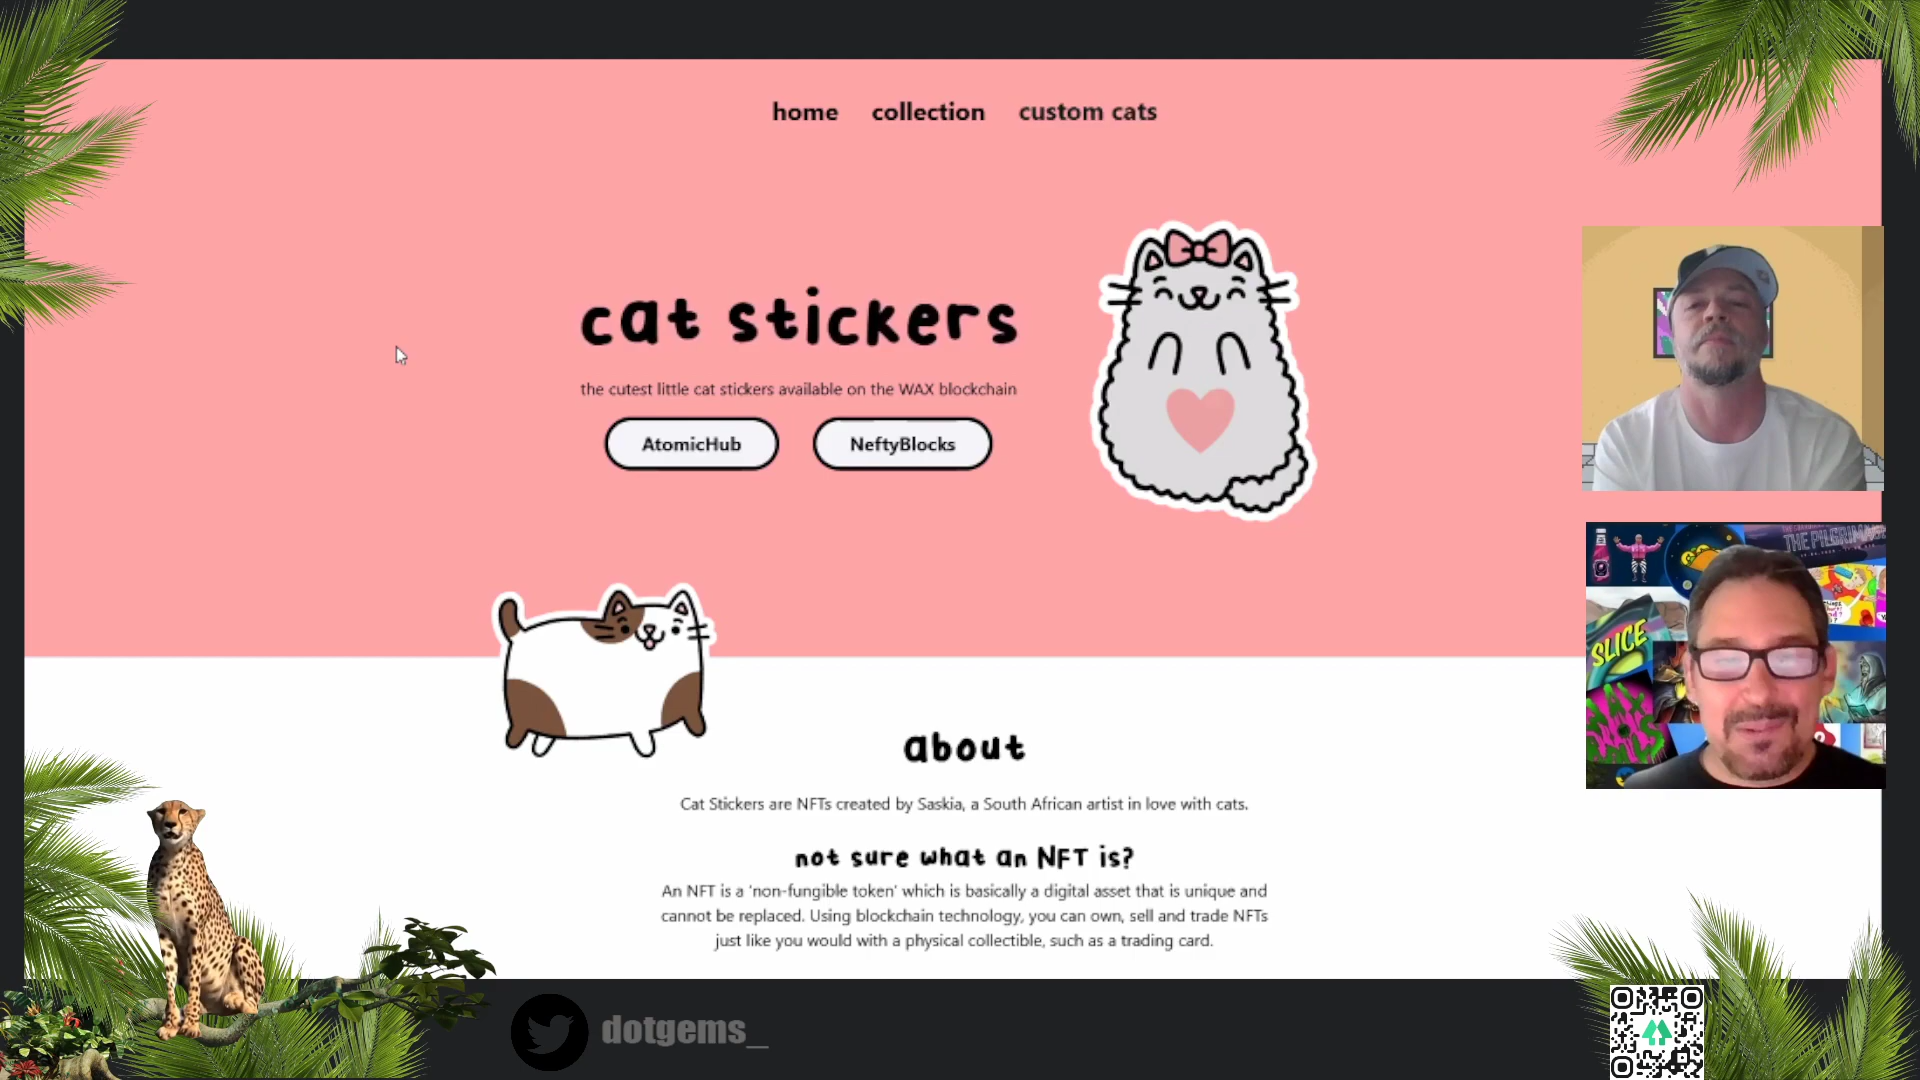 home collection custom cats
cat stickers
the cutest little cat stickers available on the WAX blockchain
AtomicHub NeftyBlocks
THE PILGRIMAGE
SLICE
about
Cat Stickers are NFTs created by Saskia, a South African artist in love with cats.
not sure what an NFT is?
An NFT is a 'non-fungible token' which is basically a digital asset that is unique and
cannot be replaced. Using blockchain technology, you can own, sell and trade NFTs
just like you would with a physical collectible, such as a trading card.
dotgems_